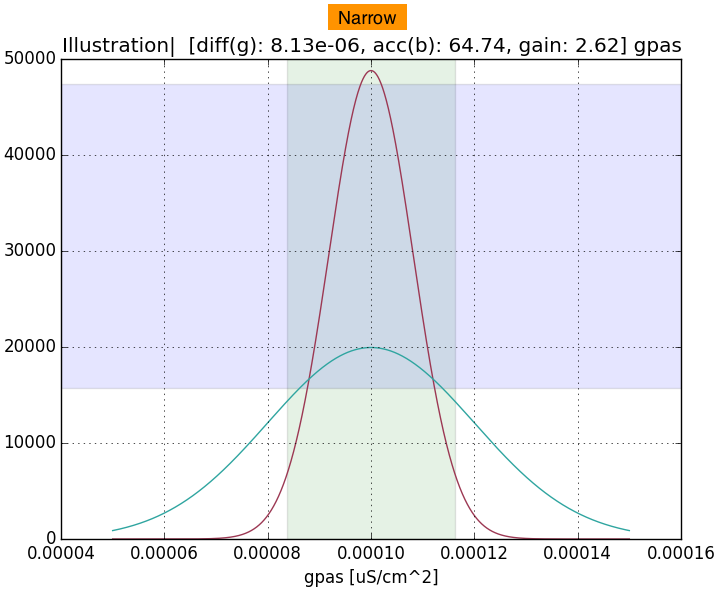 Narrow
Illustration|  [diff(g): 8.13e-06, acc(b): 64.74, gain: 2.62] gpas
50000
40000
30000
20000
10000
0
0.00004 0.00006 0.00008 0.00010 0.00012 0.00014 0.00016
gpas [uS/cm^2]